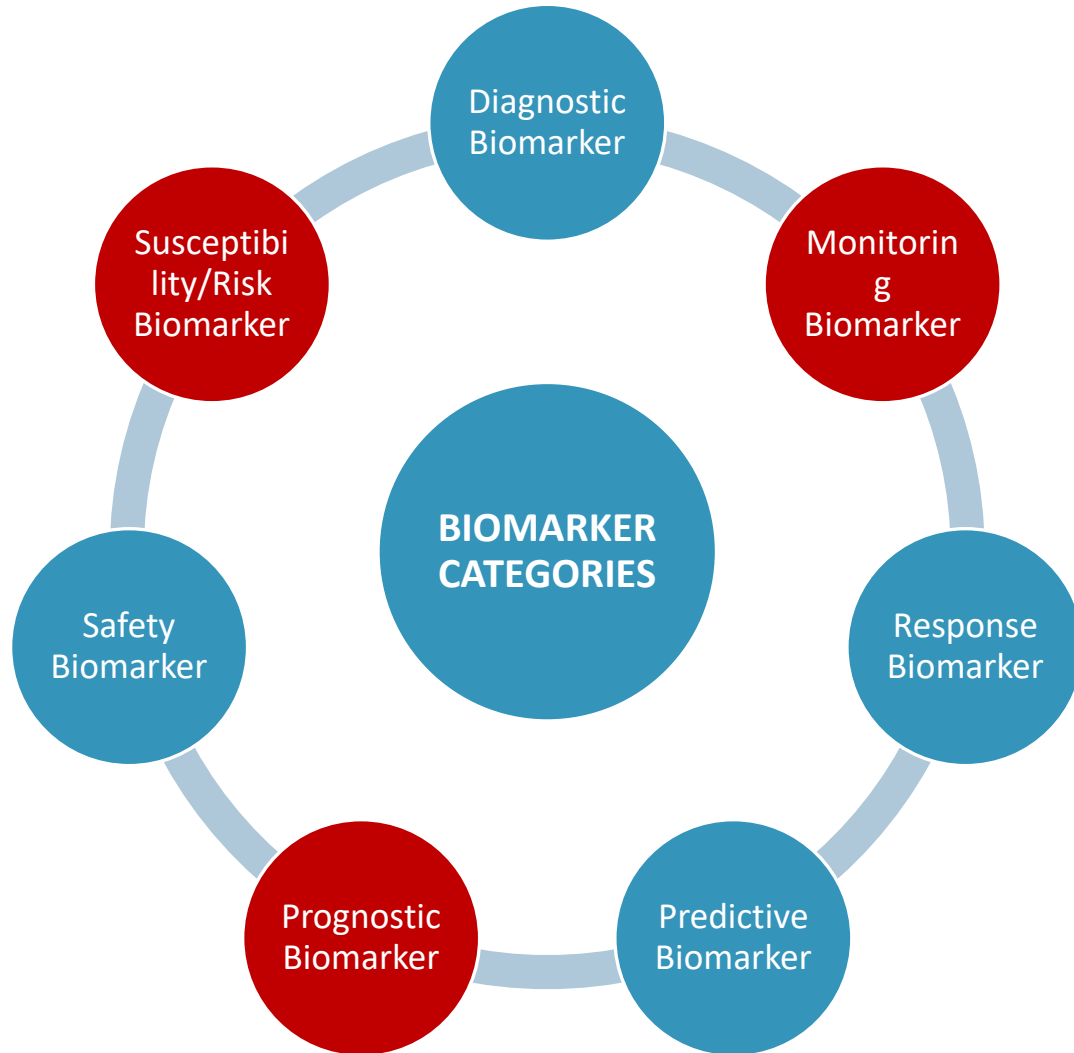 Diagnostic
Biomarker
Monitorin
g
Biomarker
Response
Biomarker
Predictive
Biomarker
Prognostic
Biomarker
Safety
Biomarker
Susceptibi
lity/Risk
Biomarker
BIOMARKER
CATEGORIES